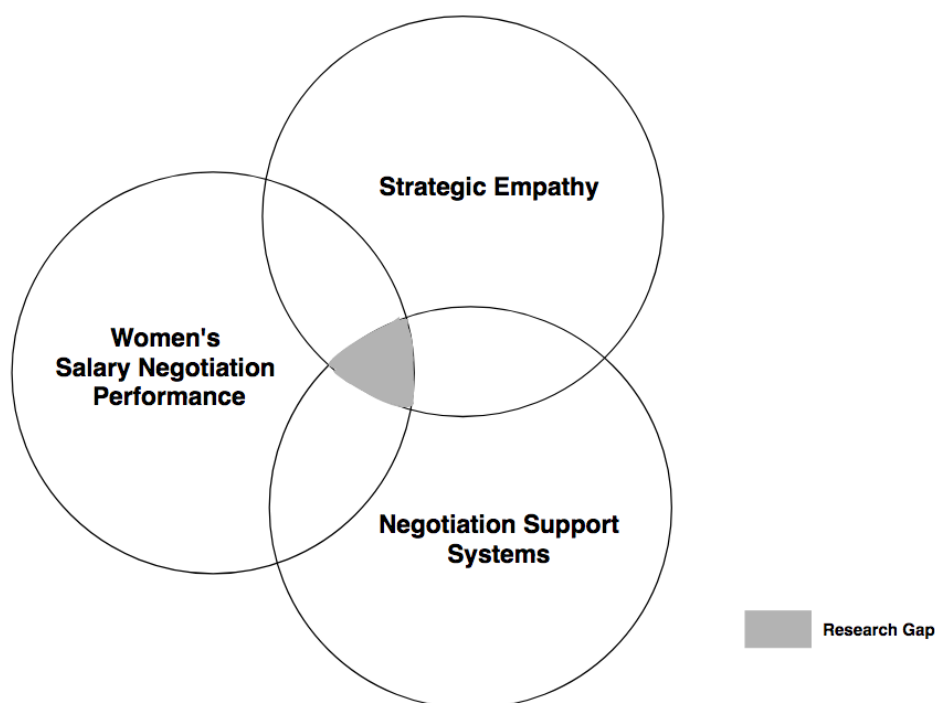 Strategic Empathy
Women's
Salary Negotiation
Performance
Negotiation Support
Systems
Research Gap